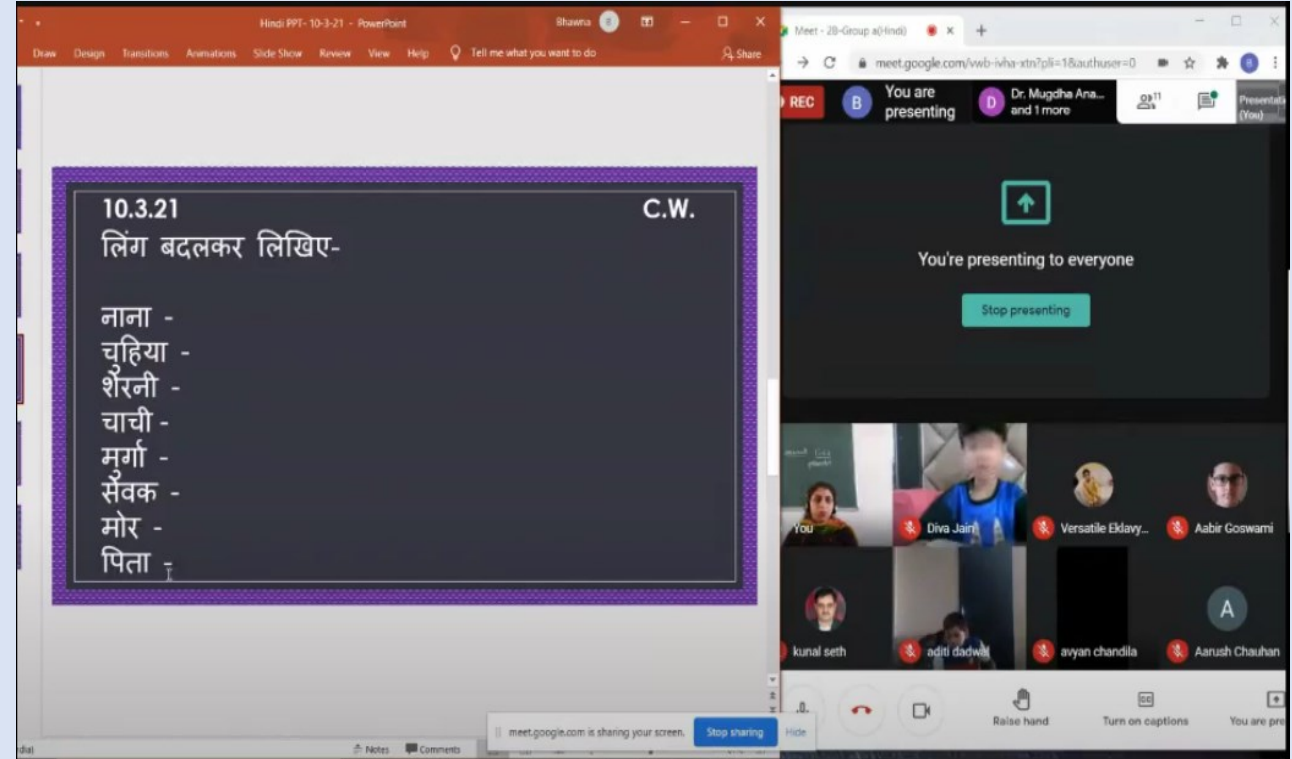 Hindi PPT- 10-3-21 - PowerPoint
Bhawna
Draw Design Transitions Animations Slide Show Review View Help Tell me what you want to do Share
10.3.21 C.W.
लिंग बदलकर लिखिए-
नाना -
चुहिया -
शेरनी -
चाची -
मुर्गा -
सेवक -
मोर -
पिता -
Notes Comments
meet.google.com is sharing your screen. Stop sharing Hide
Meet - 2B-Group a(Hindi)
meet.google.com/vwb-ivha-xtn?pli=1&authuser=0
B
REC
B
You are presenting
D
Dr. Mugdha Ana... and 1 more
11
(You)
You're presenting to everyone
Stop presenting
You
Diva Jain
Versatile Eklavy...
Aabir Goswami
kunal seth
aditi dadwal
avyan chandila
A
Aarush Chauhan
Raise hand
Turn on captions
You are pre